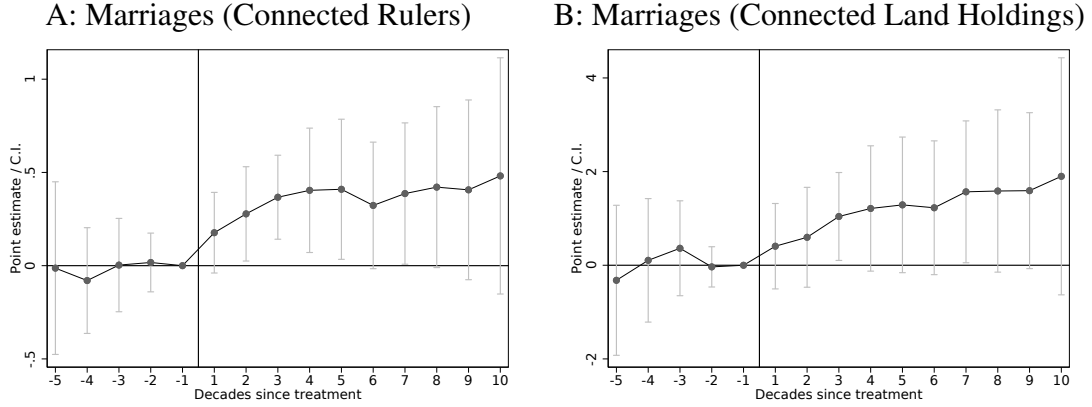 A: Marriages (Connected Rulers)
Point estimate / C.I.
1
.5
0
-.5
-5 -4 -3 -2 -1 1 2 3 4 5 6 7 8 9 10
Decades since treatment
B: Marriages (Connected Land Holdings)
Point estimate / C.I.
4
2
0
-2
-5 -4 -3 -2 -1 1 2 3 4 5 6 7 8 9 10
Decades since treatment